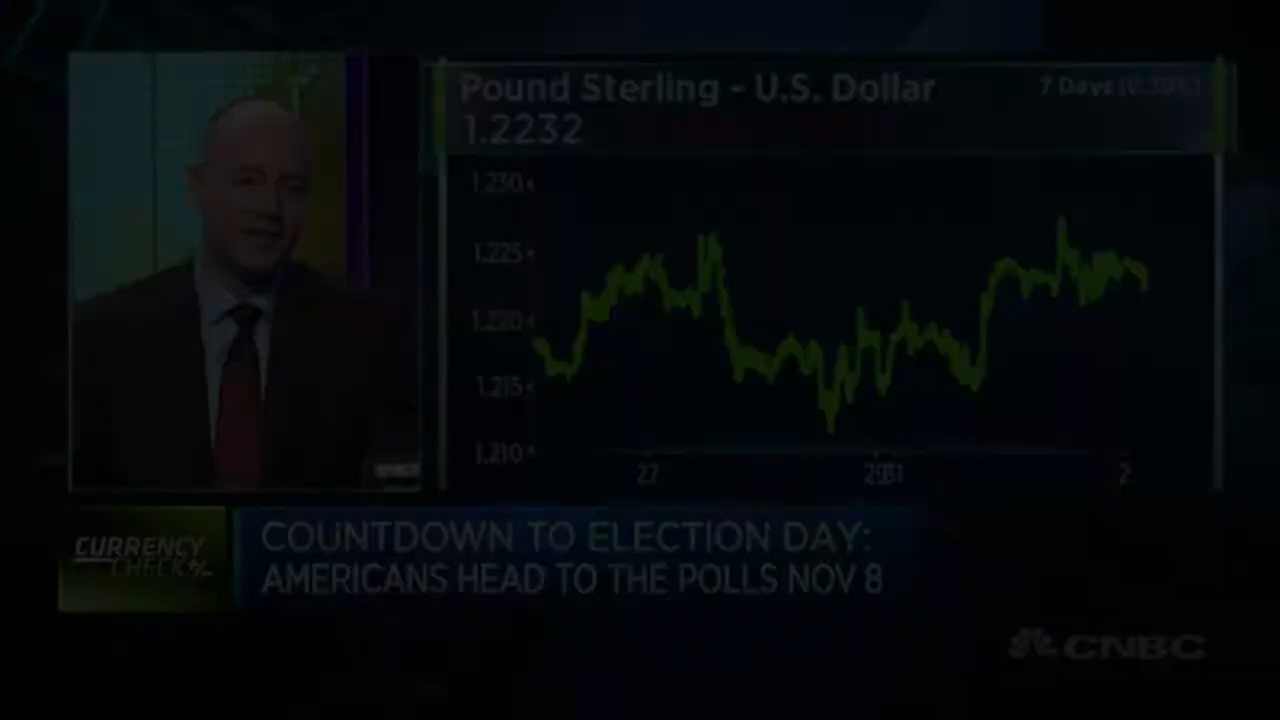 Pound Sterling - U.S. Dollar
7 Days
1.2232
1.230
1.225
1.220
1.215
1.210
27
2
CURRENCY
CHECK
COUNTDOWN TO ELECTION DAY:
AMERICANS HEAD TO THE POLLS NOV 8
CNBC